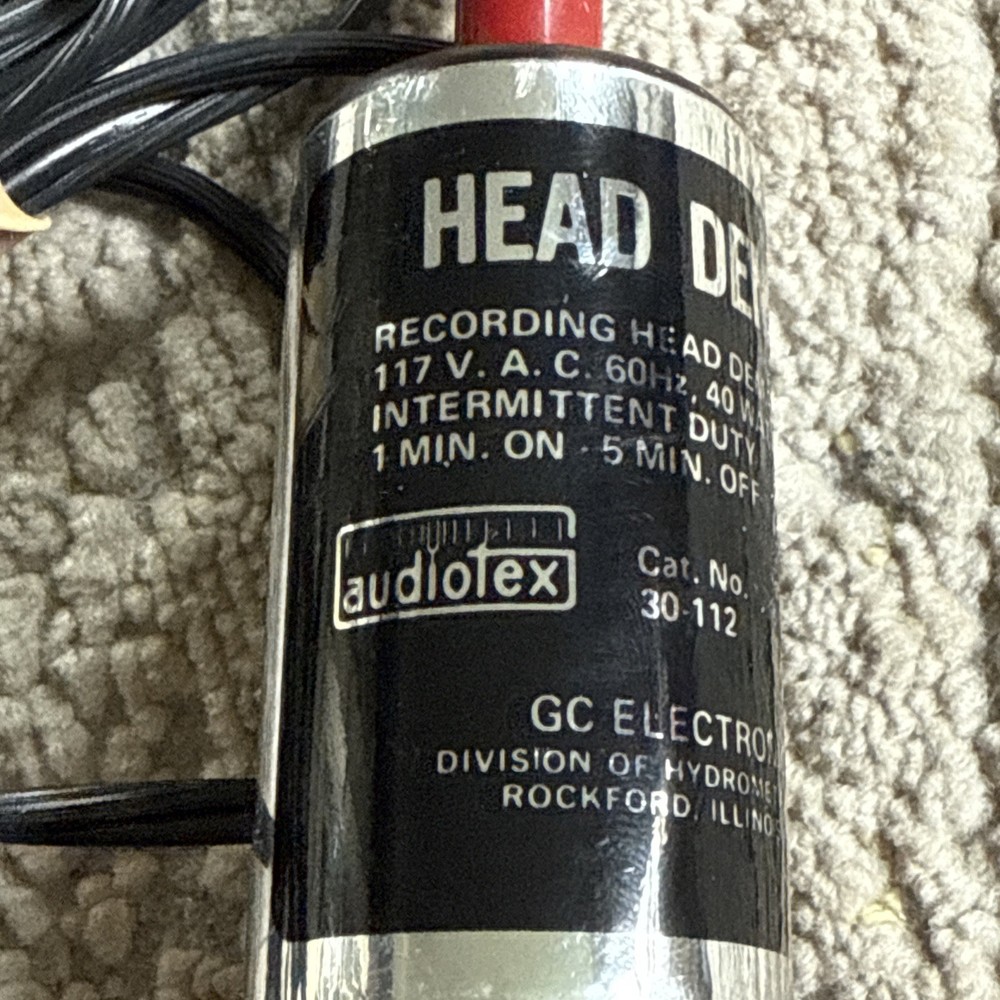 HEAD DE
RECORDING HEAD DE
117 V. A. C. 60Hz, 40 WAT
INTERMITTENT DUTY
1 MIN. ON - 5 MIN. OFF
audiotex
Cat. No.
30-112
GC ELECTRO
DIVISION OF HYDROME
ROCKFORD, ILLINO